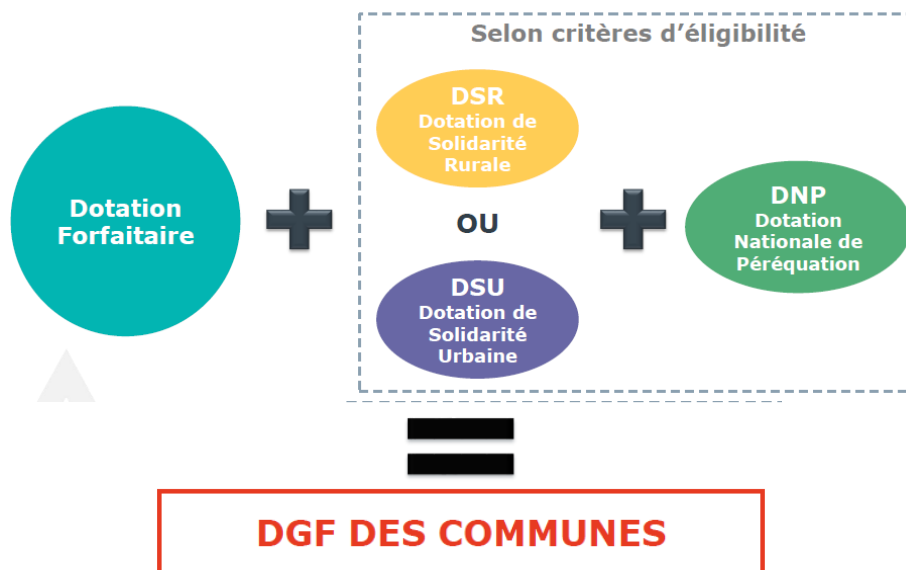 Selon critères d'éligibilité
DSR
Dotation de
Solidarité
Rurale
Dotation
Forfaitaire
OU
DNP
Dotation
Nationale de
Péréquation
DSU
Dotation de
Solidarité
Urbaine
DGF DES COMMUNES